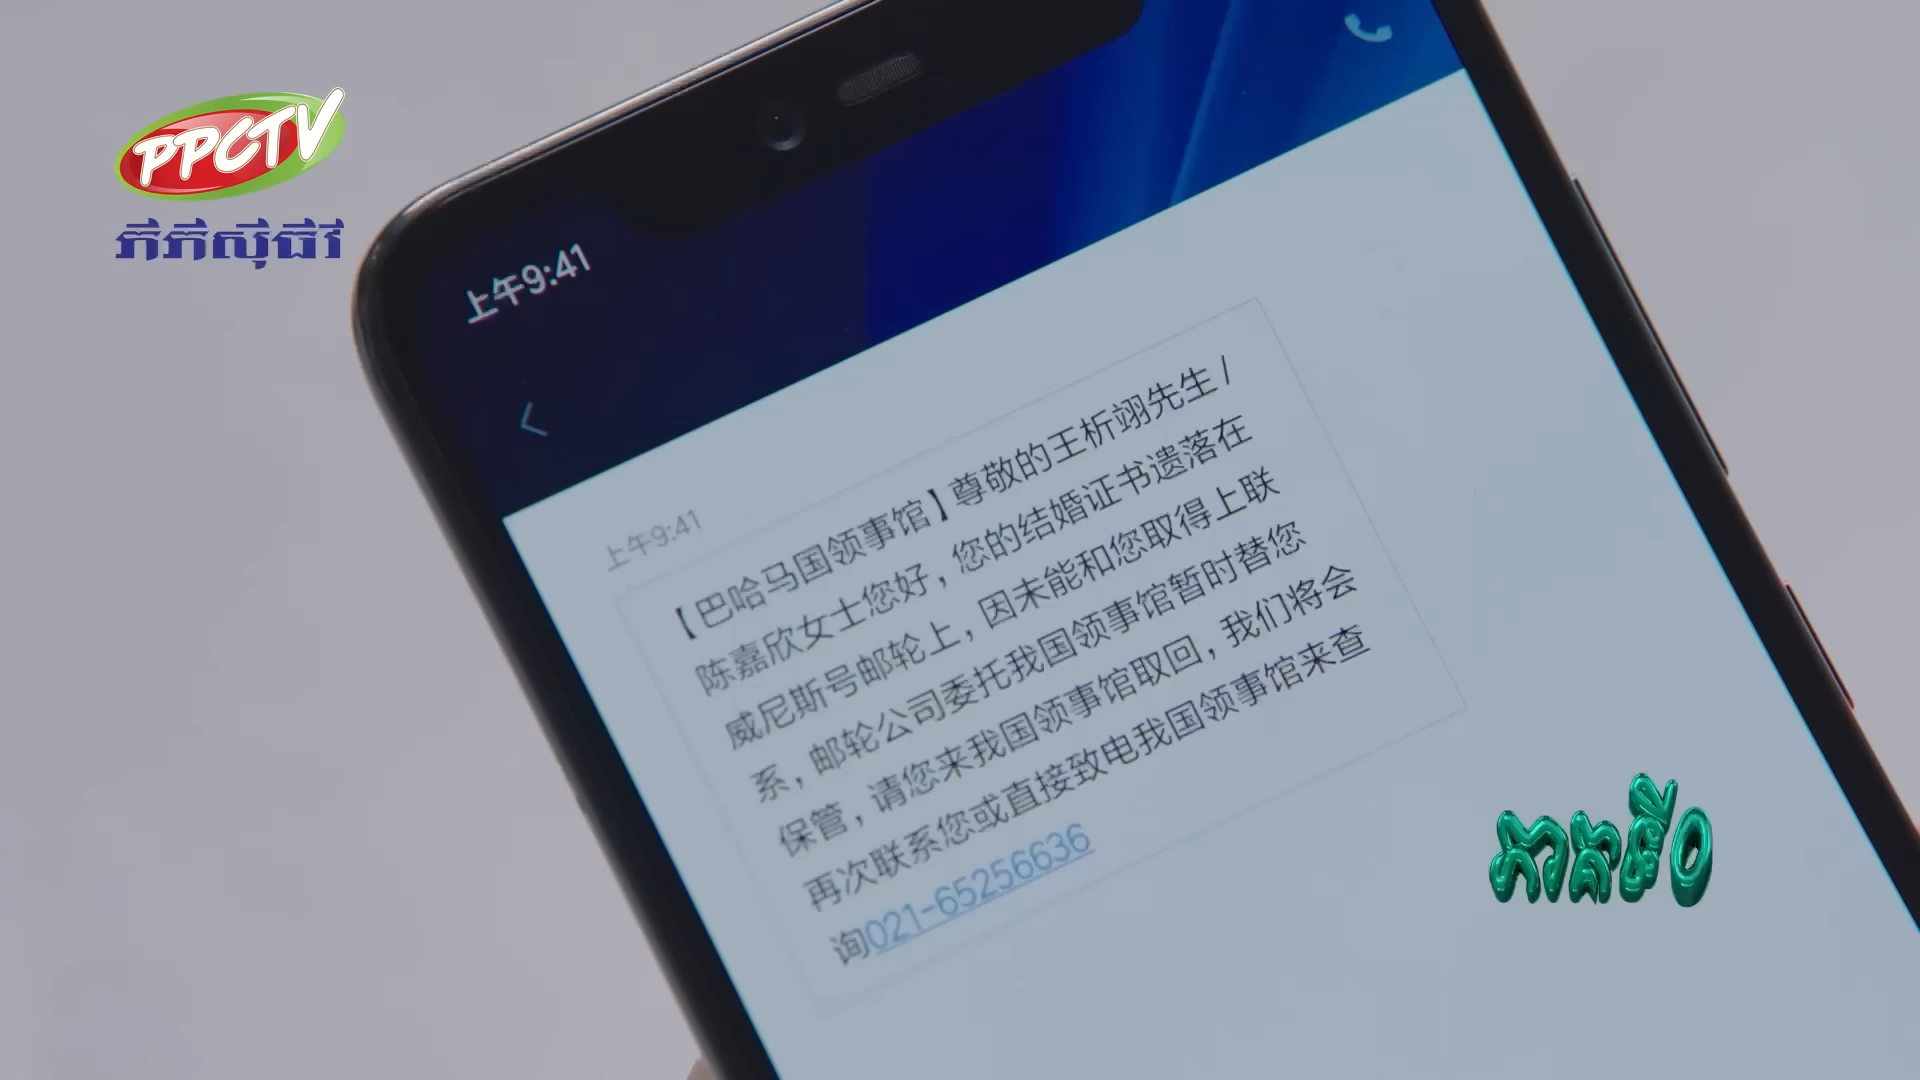 PPCTV
ភីភីស៊ីធីវី
上午9:41
上午9:41
【巴哈马国领事馆】尊敬的王析翊先生/
陈嘉欣女士您好，您的结婚证书遗落在
威尼斯号邮轮上，因未能和您取得上联
系，邮轮公司委托我国领事馆暂时替您
保管，请您来我国领事馆取回，我们将会
再次联系您或直接致电我国领事馆来查
询021-65256636
ភាគទី០